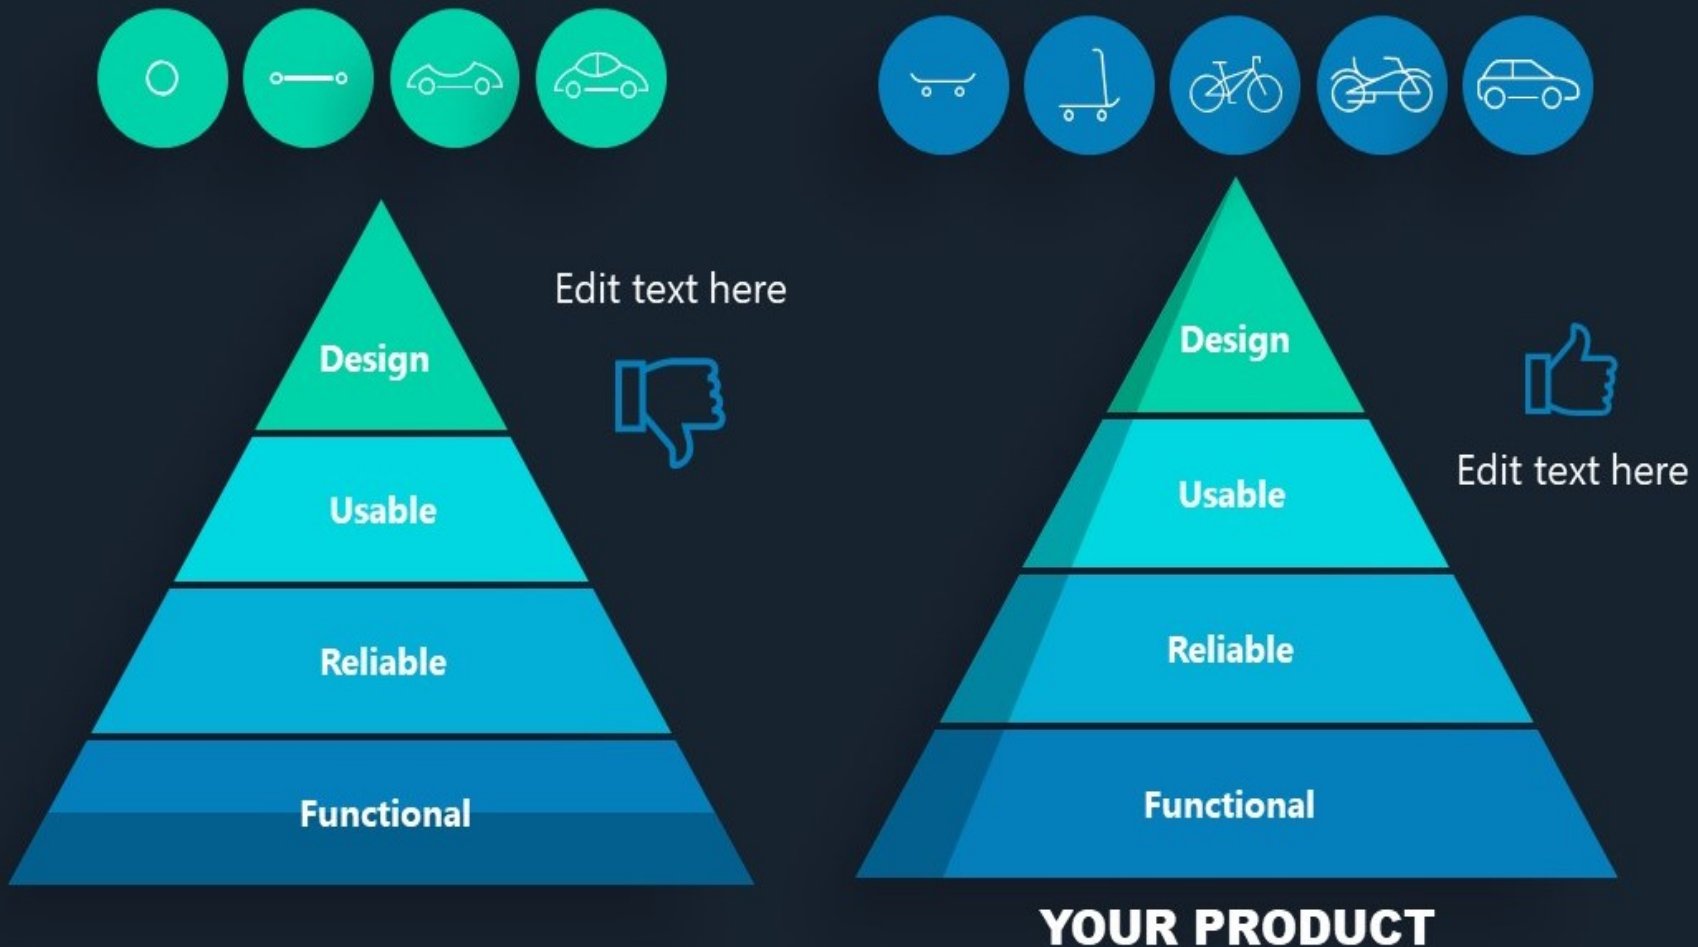 Edit text here
Design
Usable
Reliable
Functional
Design
Edit text here
Usable
Reliable
Functional
YOUR PRODUCT